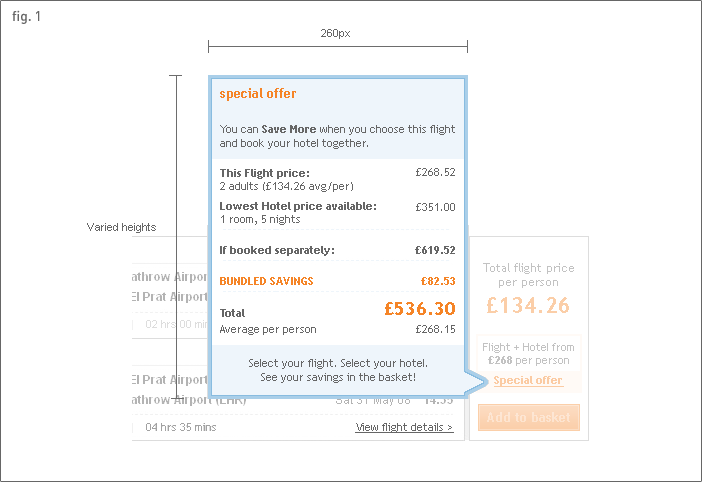 fig. 1
260px
Varied heights
special offer
You can Save More when you choose this flight
and book your hotel together.
This Flight price: £268.52
2 adults (£134.26 avg/per)
Lowest Hotel price available: £351.00
1 room, 5 nights
If booked separately: £619.52
BUNDLED SAVINGS £82.53
Total £536.30
Average per person £268.15
Select your flight. Select your hotel.
See your savings in the basket!
athrow Airpor
El Prat Airport
02 hrs 00 min
El Prat Airport
athrow Airport (LHR) Sat 31 May 08 14:55
04 hrs 35 mins
View flight details >
Total flight price
per person
£134.26
Flight + Hotel from
£268 per person
Special offer
Add to basket